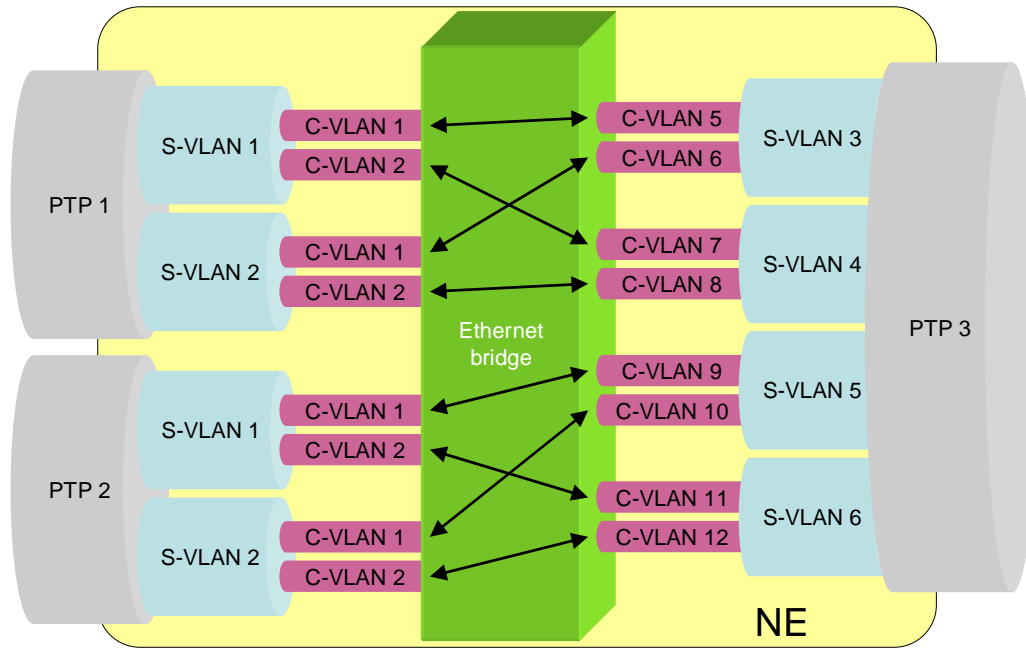 PTP 1
S-VLAN 1
C-VLAN 1
C-VLAN 2
S-VLAN 2
C-VLAN 1
C-VLAN 2
PTP 2
S-VLAN 1
C-VLAN 1
C-VLAN 2
S-VLAN 2
C-VLAN 1
C-VLAN 2
Ethernet
bridge
C-VLAN 5
C-VLAN 6
S-VLAN 3
C-VLAN 7
C-VLAN 8
S-VLAN 4
C-VLAN 9
C-VLAN 10
S-VLAN 5
C-VLAN 11
C-VLAN 12
S-VLAN 6
PTP 3
NE